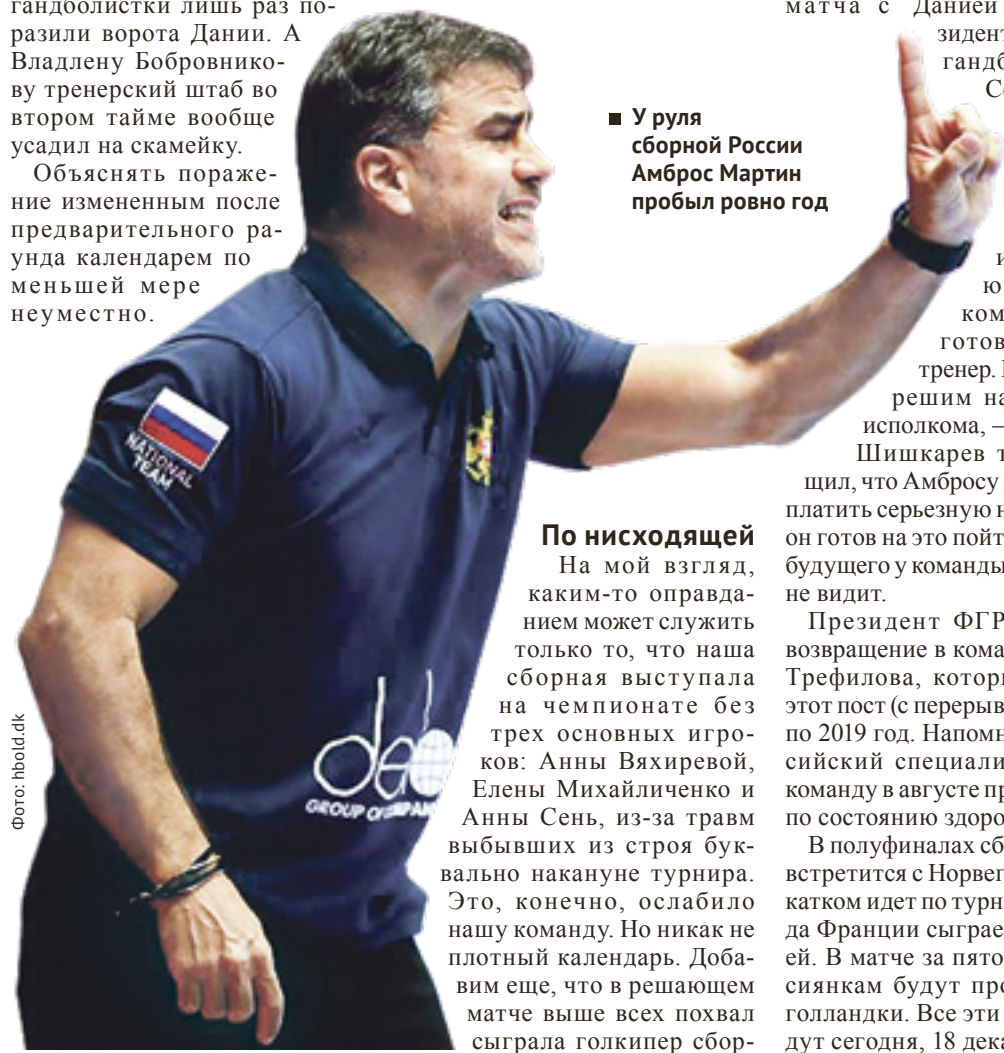 гандболистки лишь раз по-
разили ворота Дании. А
Владлену Бобровнико-
ву тренерский штаб во
втором тайме вообще
усадил на скамейку.
Объяснять пораже-
ние измененным после
предварительного ра-
унда календарем по
меньшей мере
неуместно.
■ У руля
сборной России
Амброс Мартин
пробыл ровно год
NATIONAL
TEAM
GROUP OF
Фото: hbold.dk
По нисходящей
На мой взгляд,
каким-то оправда-
нием может служить
только то, что наша
сборная выступала
на чемпионате без
трех основных игро-
ков: Анны Вяхиревой,
Елены Михайличенко и
Анны Сень, из-за травм
выбывших из строя бук-
вально накануне турнира.
Это, конечно, ослабило
нашу команду. Но никак не
плотный календарь. Доба-
вим еще, что в решающем
матче выше всех похвал
сыграла голкипер сбор-
матча с Данией
зидент
гандб
С
и
ю
ком
готов
тренер.
решим на
исполкома, –
Шишкарев т
щил, что Амбросу
платить серьезную н
он готов на это пойт
будущего у команды
не видит.
Президент ФГР
возвращение в кома
Трефилова, котор
этот пост (с перерыв
по 2019 год. Напомн
сийский специали
команду в августе пр
по состоянию здоро
В полуфиналах сб
встретится с Норвег
катком идет по турн
да Франции сыграе
ей. В матче за пято
сиянкам будут про
голландки. Все эти
дут сегодня, 18 дека